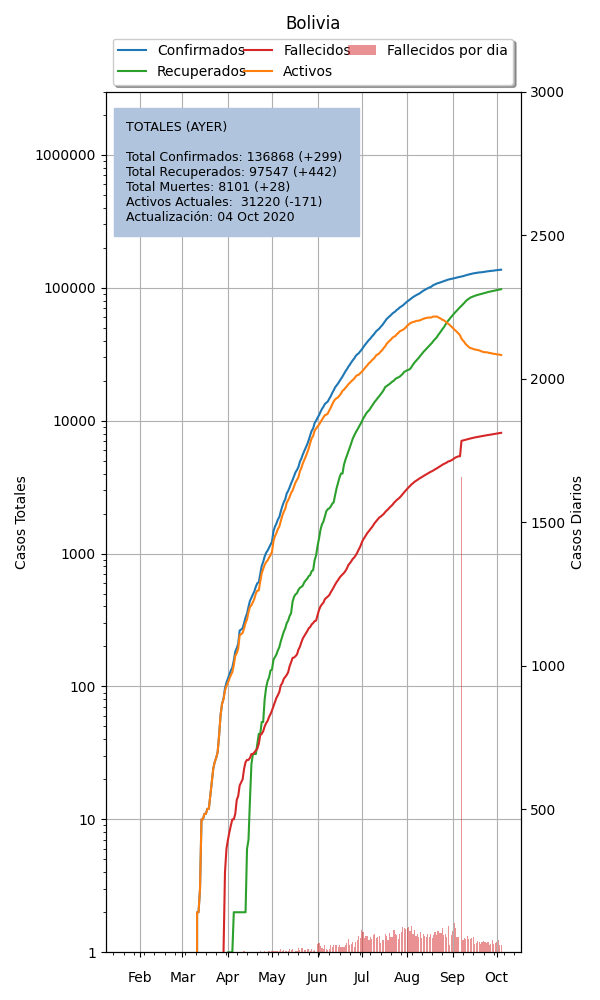 Bolivia
Confirmados Fallecidos Fallecidos por dia
Recuperados Activos
TOTALES (AYER)
Total Confirmados: 136868 (+299)
Total Recuperados: 97547 (+442)
Total Muertes: 8101 (+28)
Activos Actuales:  31220 (-171)
Actualización: 04 Oct 2020
Casos Totales
1000000
100000
10000
1000
100
10
1
3000
2500
2000
1500
1000
500
Casos Diarios
Feb Mar Apr May Jun Jul Aug Sep Oct